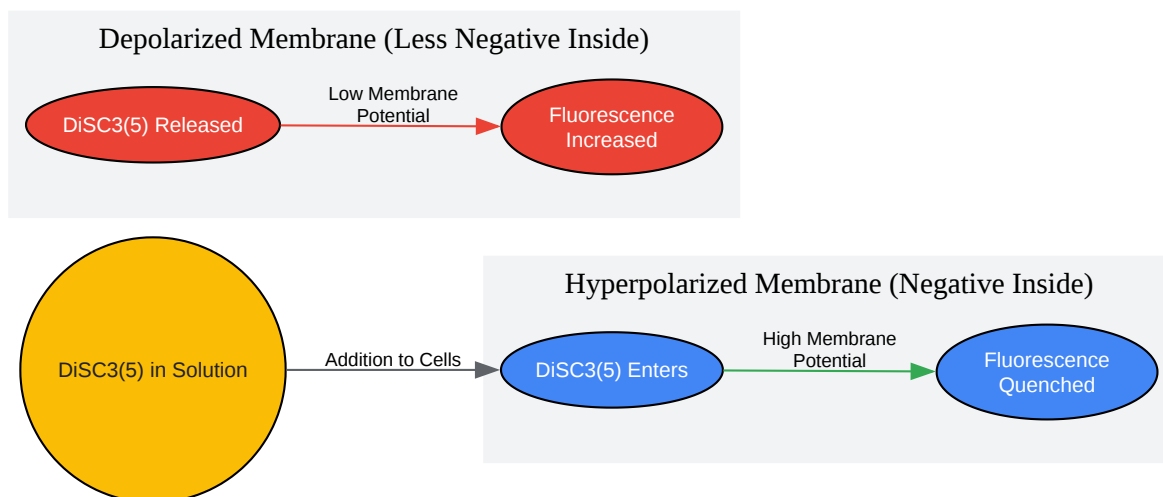 Depolarized Membrane (Less Negative Inside)
DiSC3(5) Released
Low Membrane
Potential
Fluorescence
Increased
Hyperpolarized Membrane (Negative Inside)
DiSC3(5) in Solution
Addition to Cells
DiSC3(5) Enters
High Membrane
Potential
Fluorescence
Quenched